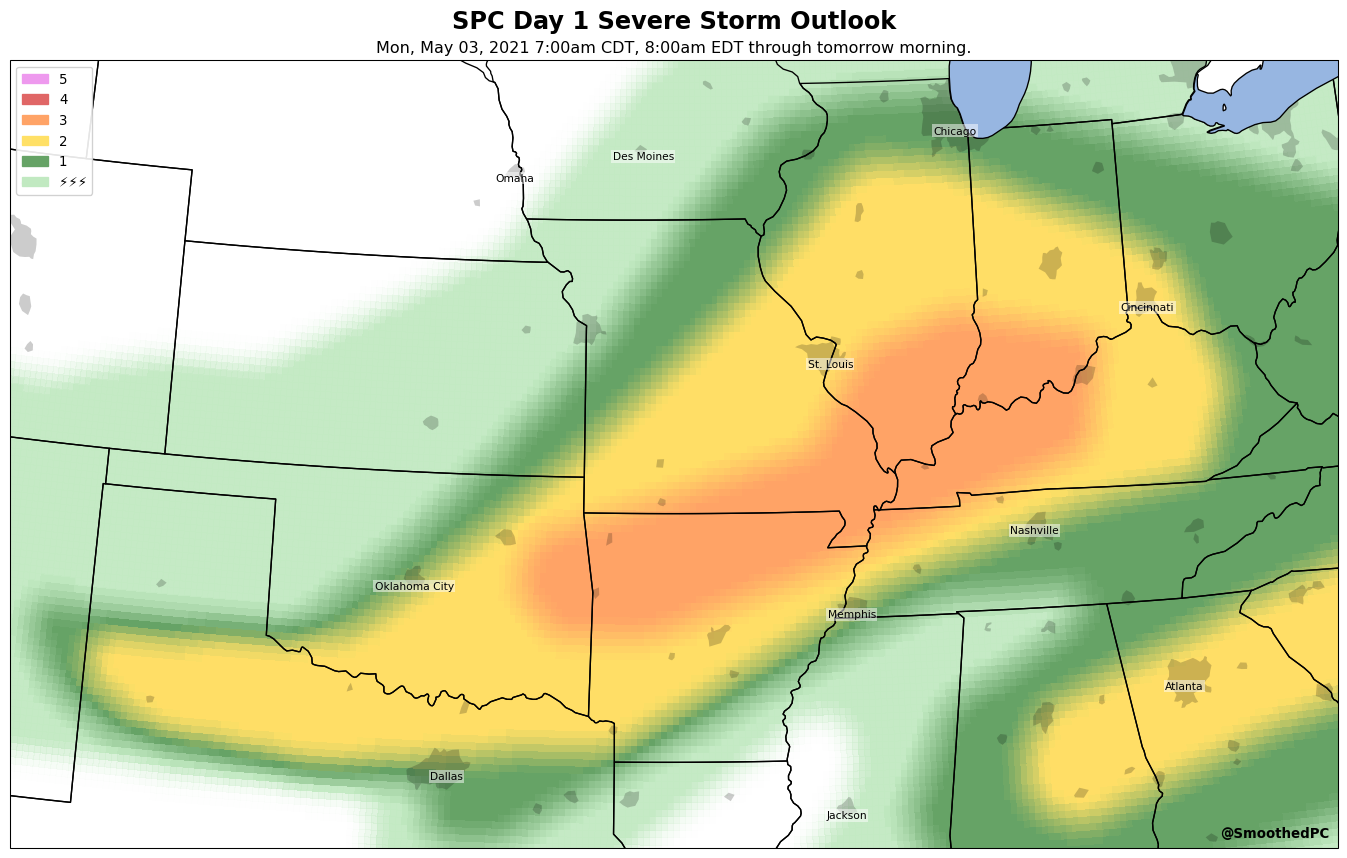 SPC Day 1 Severe Storm Outlook
Mon, May 03, 2021 7:00am CDT, 8:00am EDT through tomorrow morning.
5
4
3
2
1
⚡⚡⚡
Chicago
Des Moines
Omaha
Cincinnati
St. Louis
Nashville
Oklahoma City
Memphis
Atlanta
Dallas
Jackson
@SmoothedPC